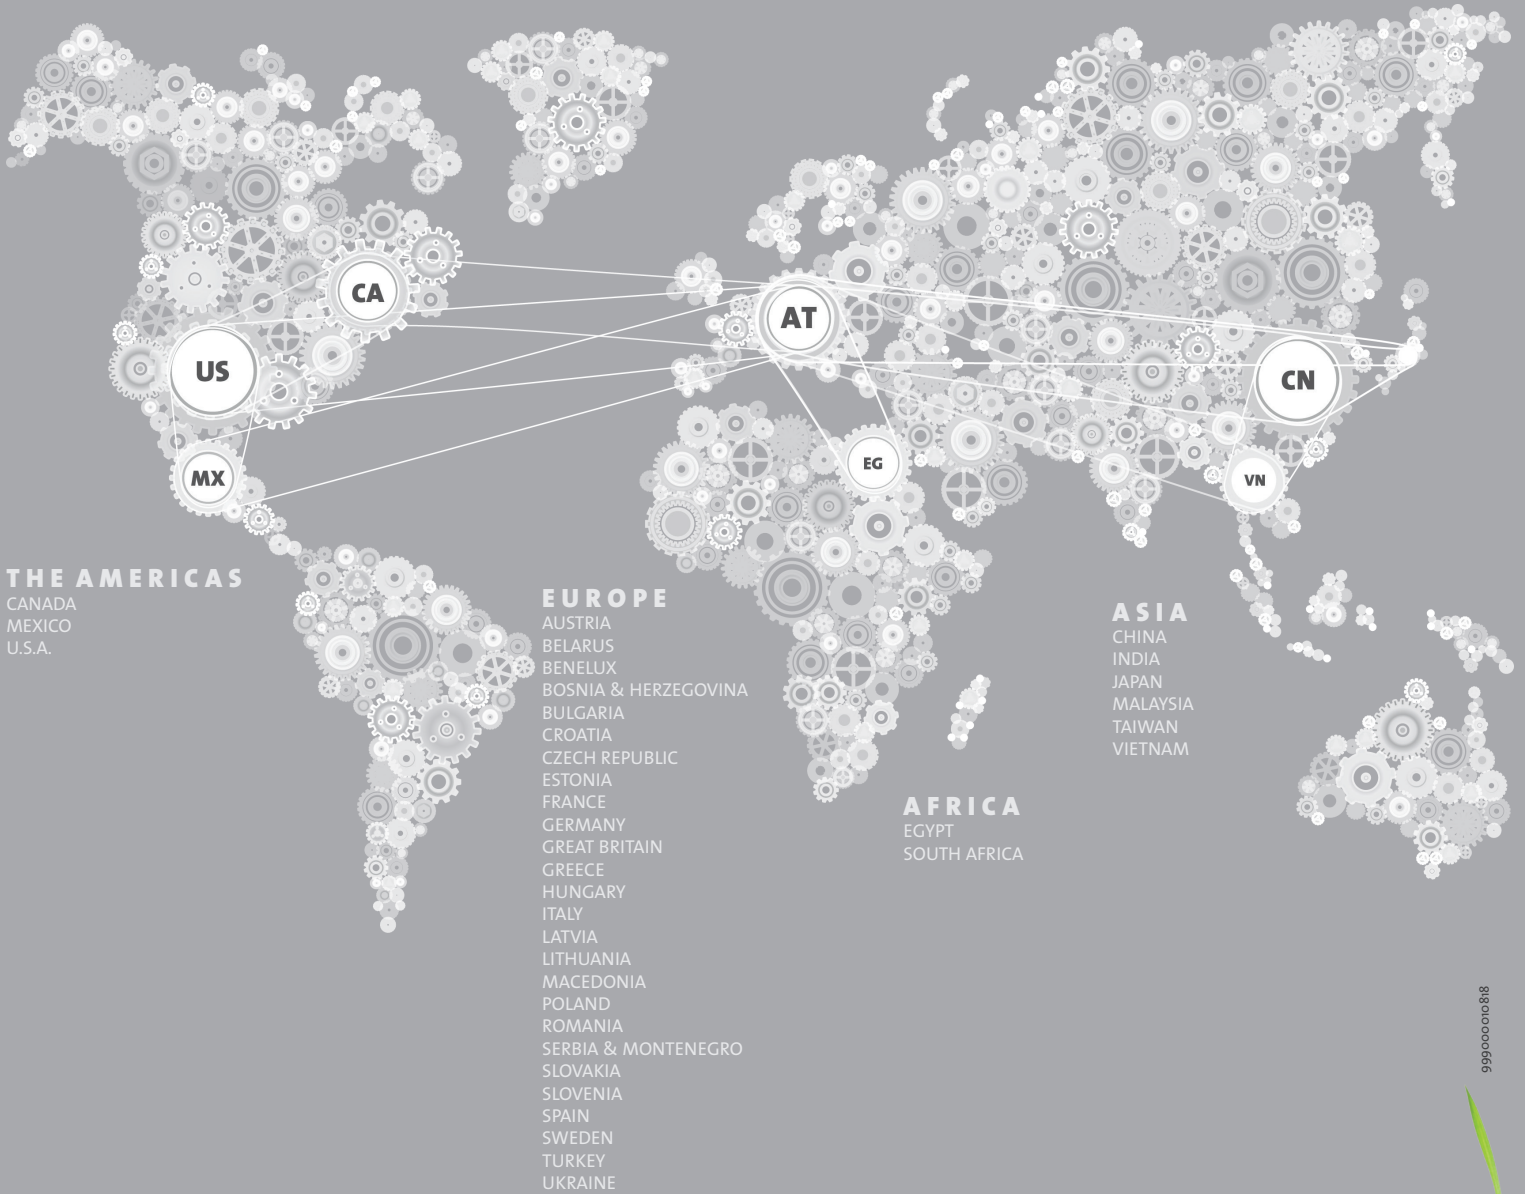 CA
AT
US
CN
EG
MX
VN
THE AMERICAS
CANADA
MEXICO
U.S.A.
EUROPE
AUSTRIA
BELARUS
BENELUX
BOSNIA & HERZEGOVINA
BULGARIA
CROATIA
CZECH REPUBLIC
ESTONIA
FRANCE
GERMANY
GREAT BRITAIN
GREECE
HUNGARY
ITALY
LATVIA
LITHUANIA
MACEDONIA
POLAND
ROMANIA
SERBIA & MONTENEGRO
SLOVAKIA
SLOVENIA
SPAIN
SWEDEN
TURKEY
UKRAINE
AFRICA
EGYPT
SOUTH AFRICA
ASIA
CHINA
INDIA
JAPAN
MALAYSIA
TAIWAN
VIETNAM
999000010818